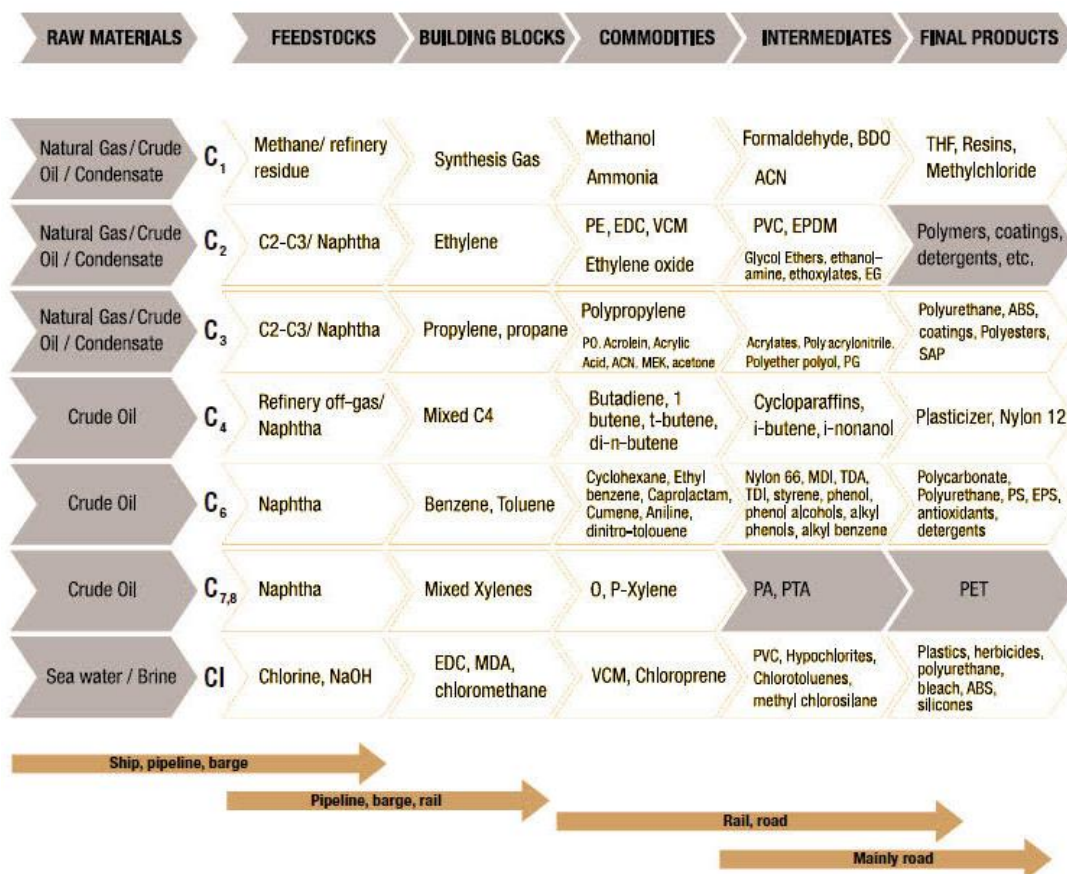 RAW MATERIALS
FEEDSTOCKS
BUILDING BLOCKS
COMMODITIES
INTERMEDIATES
FINAL PRODUCTS
Natural Gas/Crude
Oil / Condensate
C1
Methane/ refinery
residue
Synthesis Gas
Methanol
Ammonia
Formaldehyde, BDO
ACN
THF, Resins,
Methylchloride
Natural Gas/Crude
Oil / Condensate
C2
C2-C3/ Naphtha
Ethylene
PE, EDC, VCM
Ethylene oxide
PVC, EPDM
Glycol Ethers, ethanol-
amine, ethoxylates, EG
Polymers, coatings,
detergents, etc.
Natural Gas/Crude
Oil / Condensate
C3
C2-C3/ Naphtha
Propylene, propane
Polypropylene
PO, Acrolein, Acrylic
Acid, ACN, MEK, acetone
Acrylates, Poly acrylonitrile,
Polyether polyol, PG
Polyurethane, ABS,
coatings, Polyesters,
SAP
Crude Oil
C4
Refinery off-gas/
Naphtha
Mixed C4
Butadiene, 1
butene, t-butene,
di-n-butene
Cycloparaffins,
i-butene, i-nonanol
Plasticizer, Nylon 12
Crude Oil
C6
Naphtha
Benzene, Toluene
Cyclohexane, Ethyl
benzene, Caprolactam,
Cumene, Aniline,
dinitro-tolouene
Nylon 66, MDI, TDA,
TDI, styrene, phenol,
phenol alcohols, alkyl
phenols, alkyl benzene
Polycarbonate,
Polyurethane, PS, EPS,
antioxidants,
detergents
Crude Oil
C7,8
Naphtha
Mixed Xylenes
O, P-Xylene
PA, PTA
PET
Sea water / Brine
Cl
Chlorine, NaOH
EDC, MDA,
chloromethane
VCM, Chloroprene
PVC, Hypochlorites,
Chlorotoluenes,
methyl chlorosilane
Plastics, herbicides,
polyurethane,
bleach, ABS,
silicones
Ship, pipeline, barge
Pipeline, barge, rail
Rail, road
Mainly road